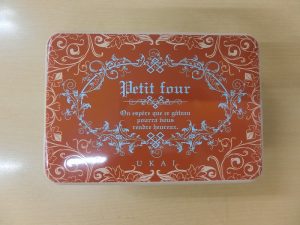 Petit four
On espère que ce gâteau
pourra vous
rendre heureux.
UKAI